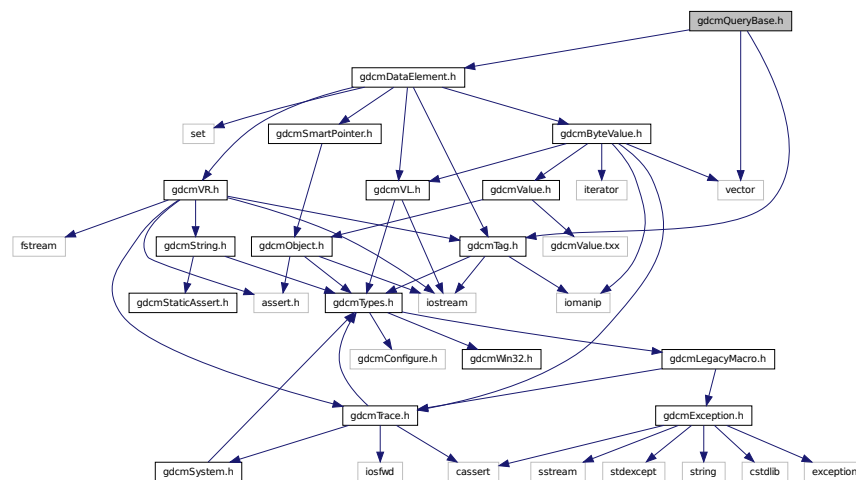 gdcmQueryBase.h
gdcmDataElement.h
set
gdcmSmartPointer.h
gdcmByteValue.h
gdcmVR.h
gdcmVL.h
gdcmValue.h
iterator
vector
fstream
gdcmString.h
gdcmObject.h
gdcmTag.h
gdcmValue.txx
gdcmStaticAssert.h
assert.h
gdcmTypes.h
iostream
iomanip
gdcmConfigure.h
gdcmWin32.h
gdcmLegacyMacro.h
gdcmTrace.h
gdcmException.h
gdcmSystem.h
iosfwd
cassert
sstream
stdexcept
string
cstdlib
exception